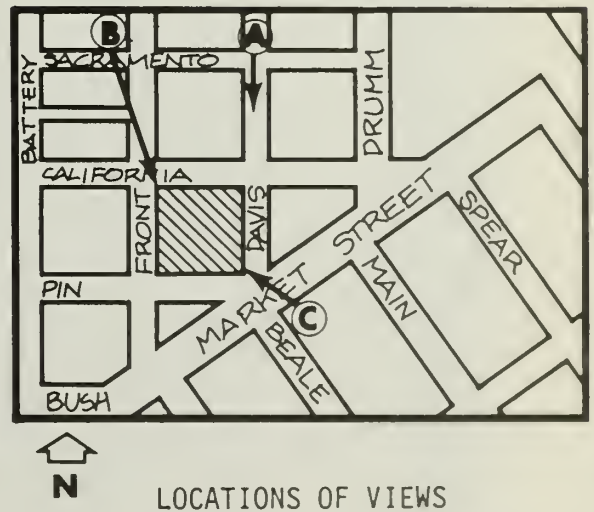 B
A
SACRAMENTO
BATTERY
DRUMM
CALIFORNIA
FRONT
DAVIS
MARKET STREET
SPEAR
PIN
MAIN
C
BEALE
BUSH
N
LOCATIONS OF VIEWS